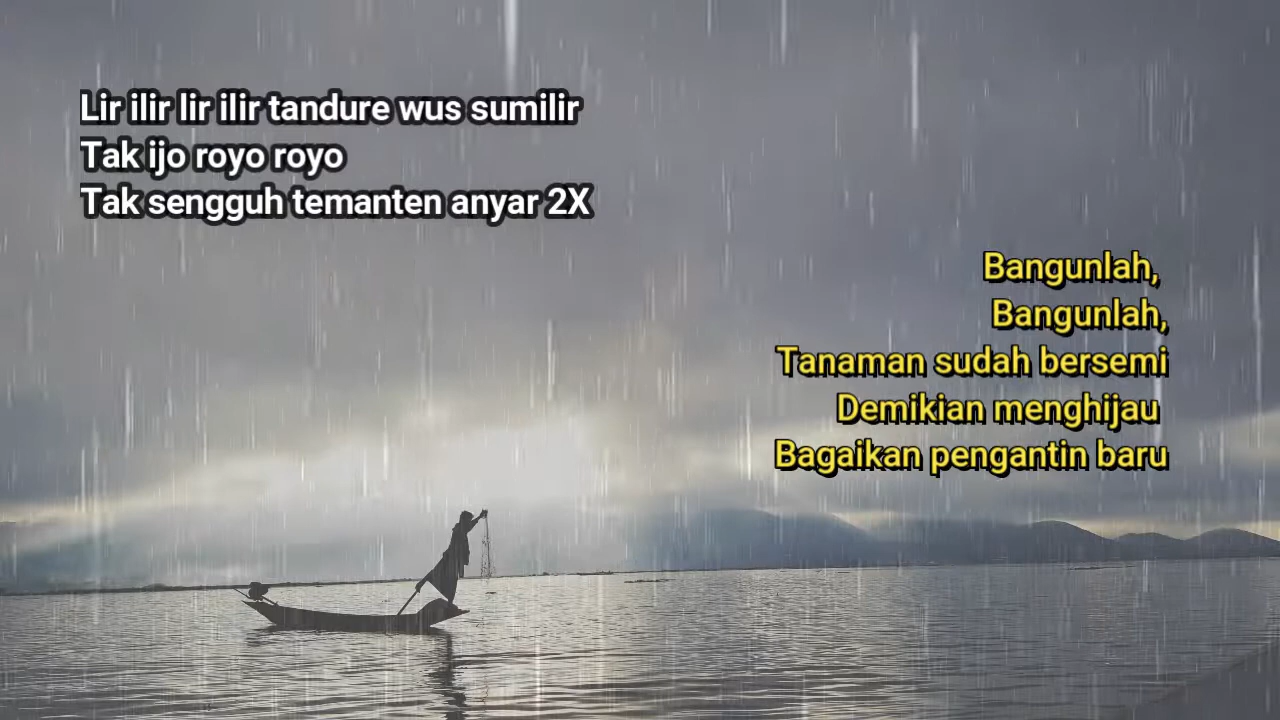 Lir ilir lir ilir tandure wus sumilir
Tak ijo royo royo
Tak sengguh temanten anyar 2X
Bangunlah,
Bangunlah,
Tanaman sudah bersemi
Demikian menghijau
Bagaikan pengantin baru